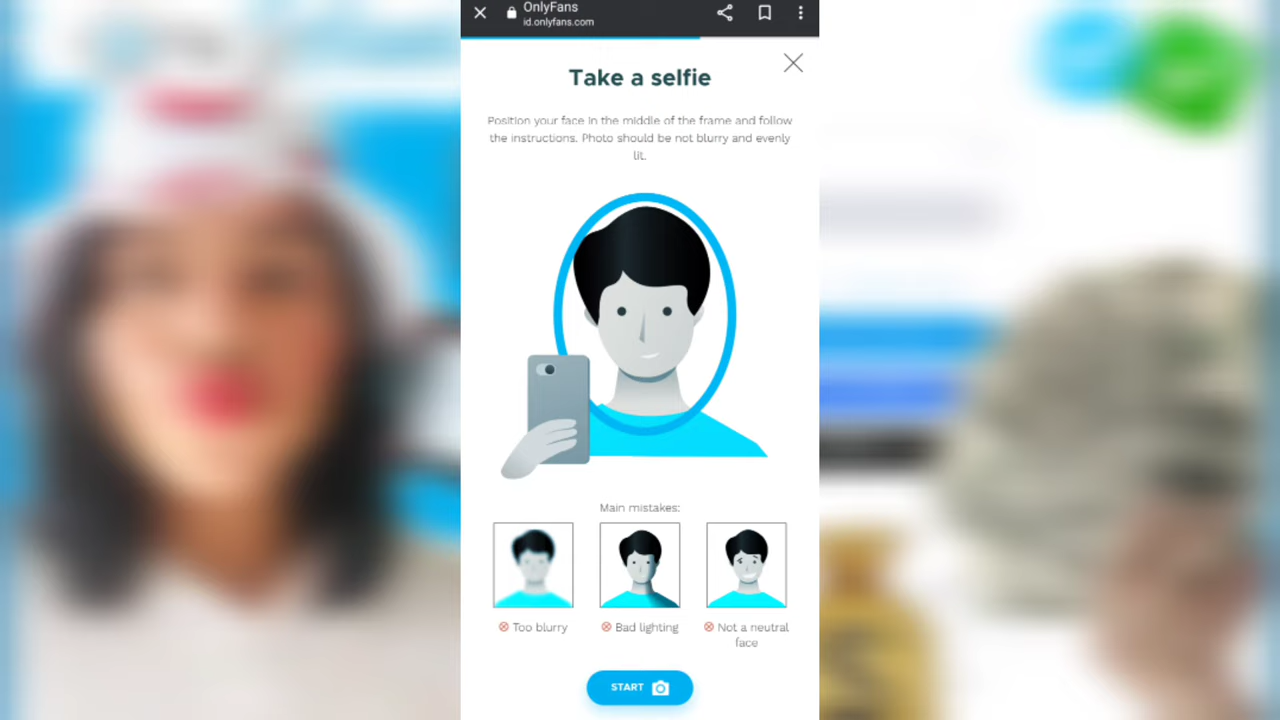 OnlyFans
id.onlyfans.com
Take a selfie
Position your face in the middle of the frame and follow
the instructions. Photo should be not blurry and evenly
lit.
Main mistakes:
Too blurry
Bad lighting
Not a neutral
face
START